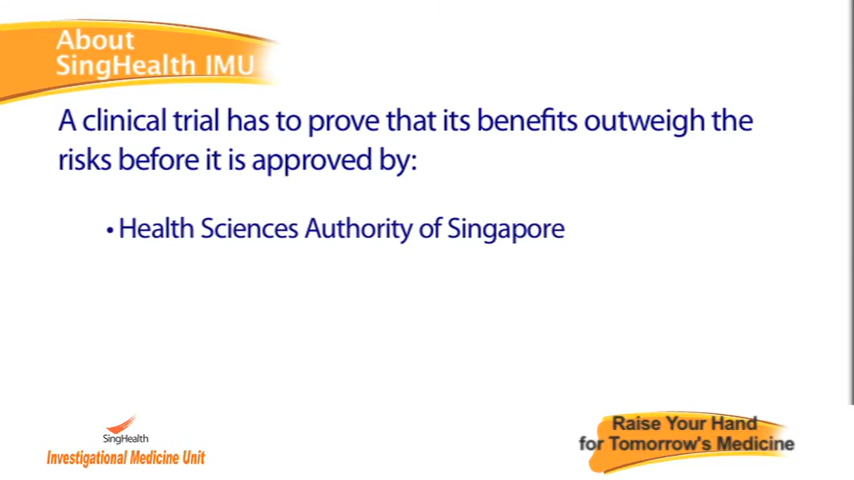 About
SingHealth IMU
A clinical trial has to prove that its benefits outweigh the
risks before it is approved by:
• Health Sciences Authority of Singapore
SingHealth
Investigational Medicine Unit
Raise Your Hand
for Tomorrow's Medicine